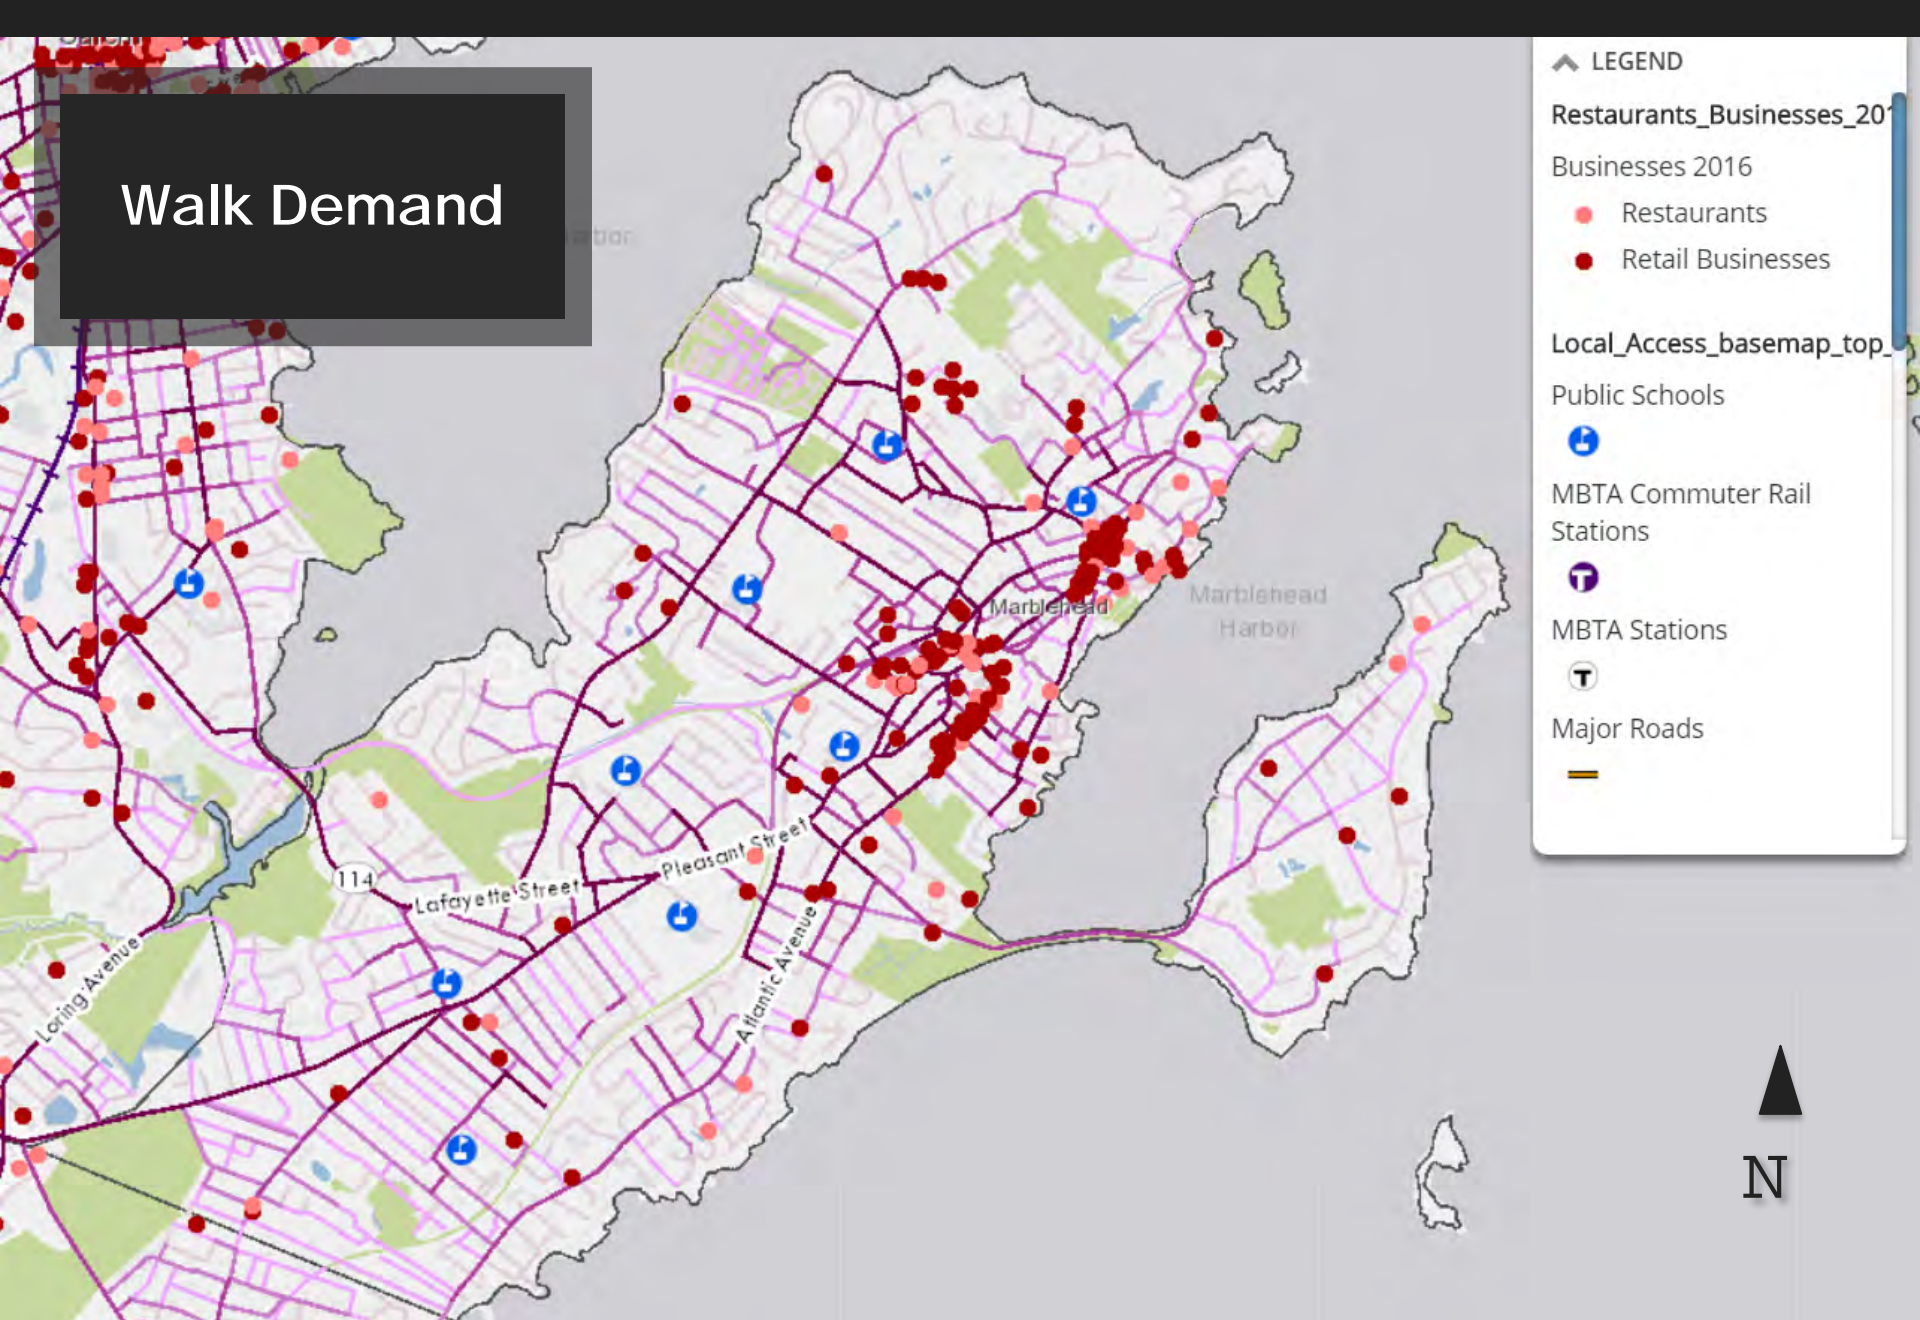 Walk Demand
LEGEND
Restaurants_Businesses_201
Businesses 2016
Restaurants
Retail Businesses
Local_Access_basemap_top_
Public Schools
MBTA Commuter Rail
Stations
T
MBTA Stations
T
Major Roads
Marblehead
Marblehead
Harbor
Pleasant Street
114
Lafayette Street
Atlantic Avenue
Loring Avenue
N